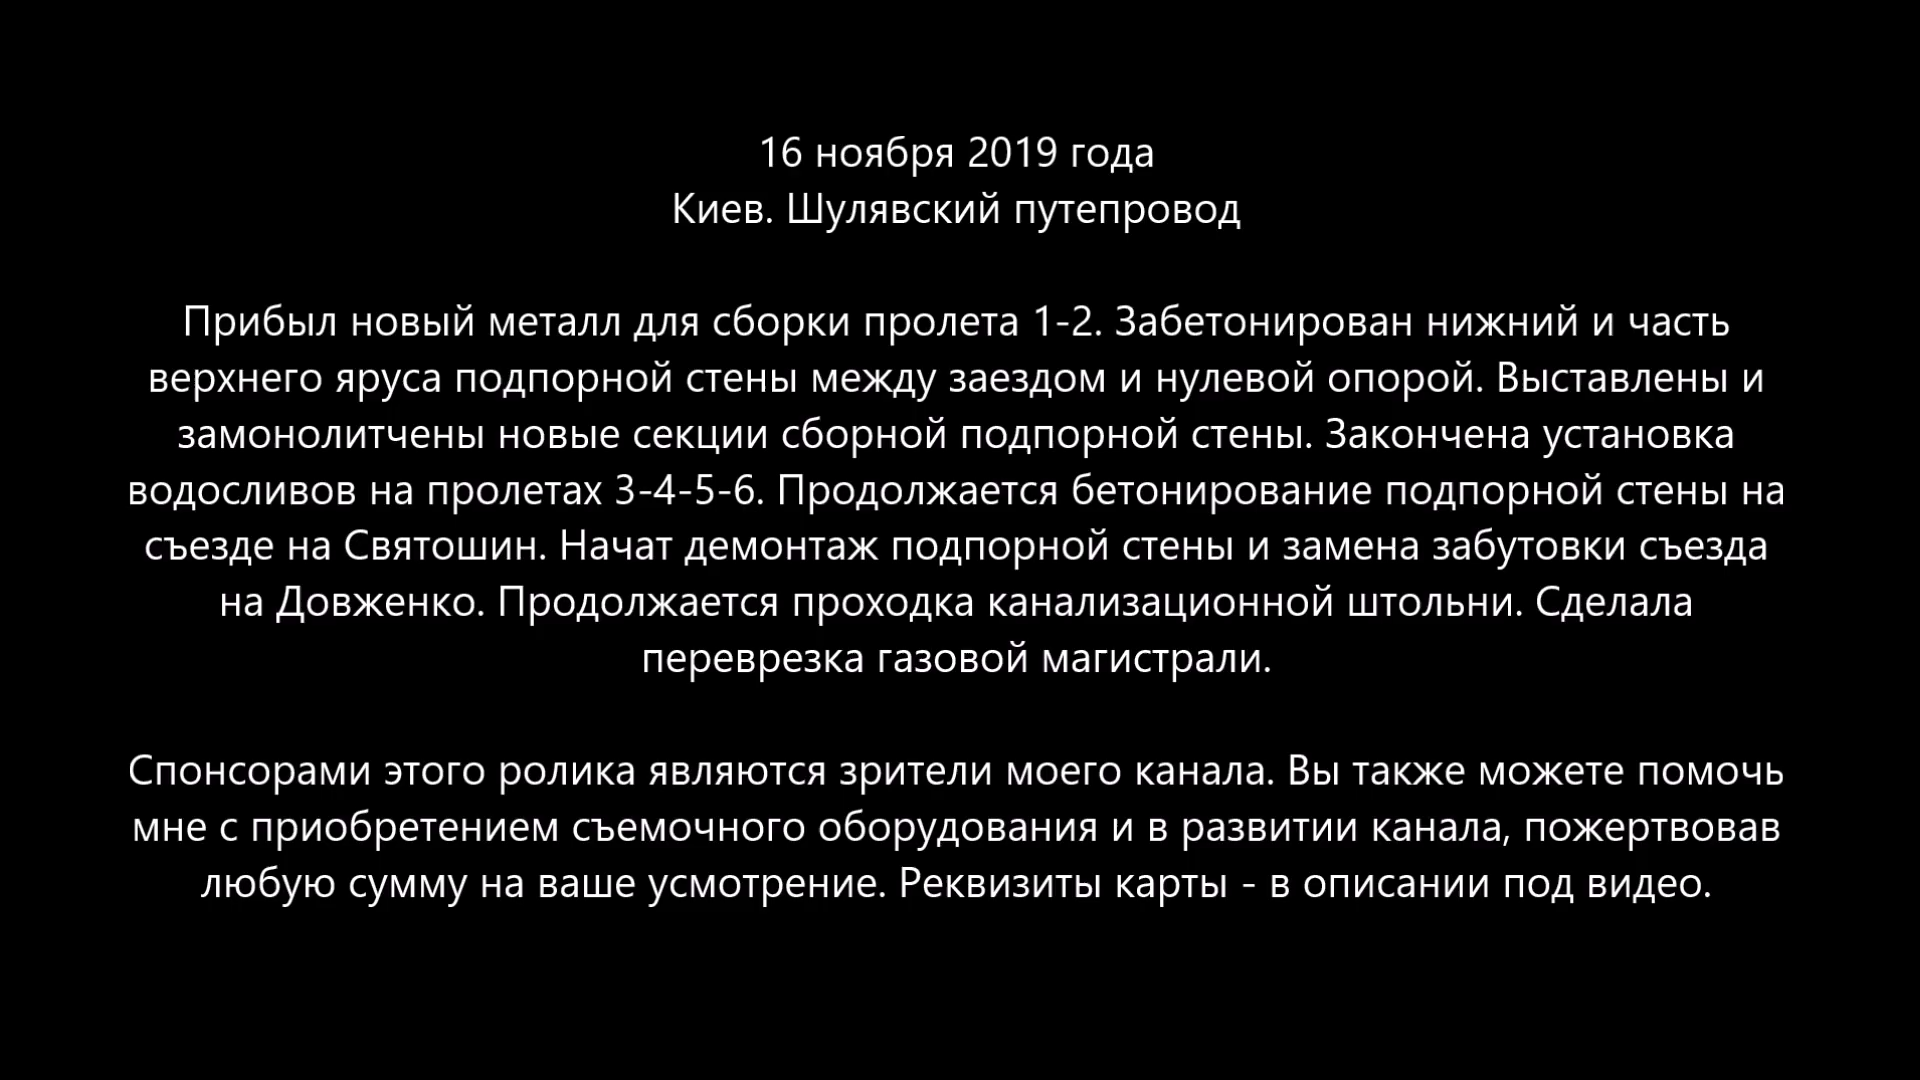 16 ноября 2019 года
Киев. Шулявский путепровод
Прибыл новый металл для сборки пролета 1-2. Забетонирован нижний и часть
верхнего яруса подпорной стены между заездом и нулевой опорой. Выставлены и
замонолитчены новые секции сборной подпорной стены. Закончена установка
водосливов на пролетах 3-4-5-6. Продолжается бетонирование подпорной стены на
съезде на Святошин. Начат демонтаж подпорной стены и замена забутовки съезда
на Довженко. Продолжается проходка канализационной штольни. Сделала
переврезка газовой магистрали.
Спонсорами этого ролика являются зрители моего канала. Вы также можете помочь
мне с приобретением съемочного оборудования и в развитии канала, пожертвовав
любую сумму на ваше усмотрение. Реквизиты карты - в описании под видео.